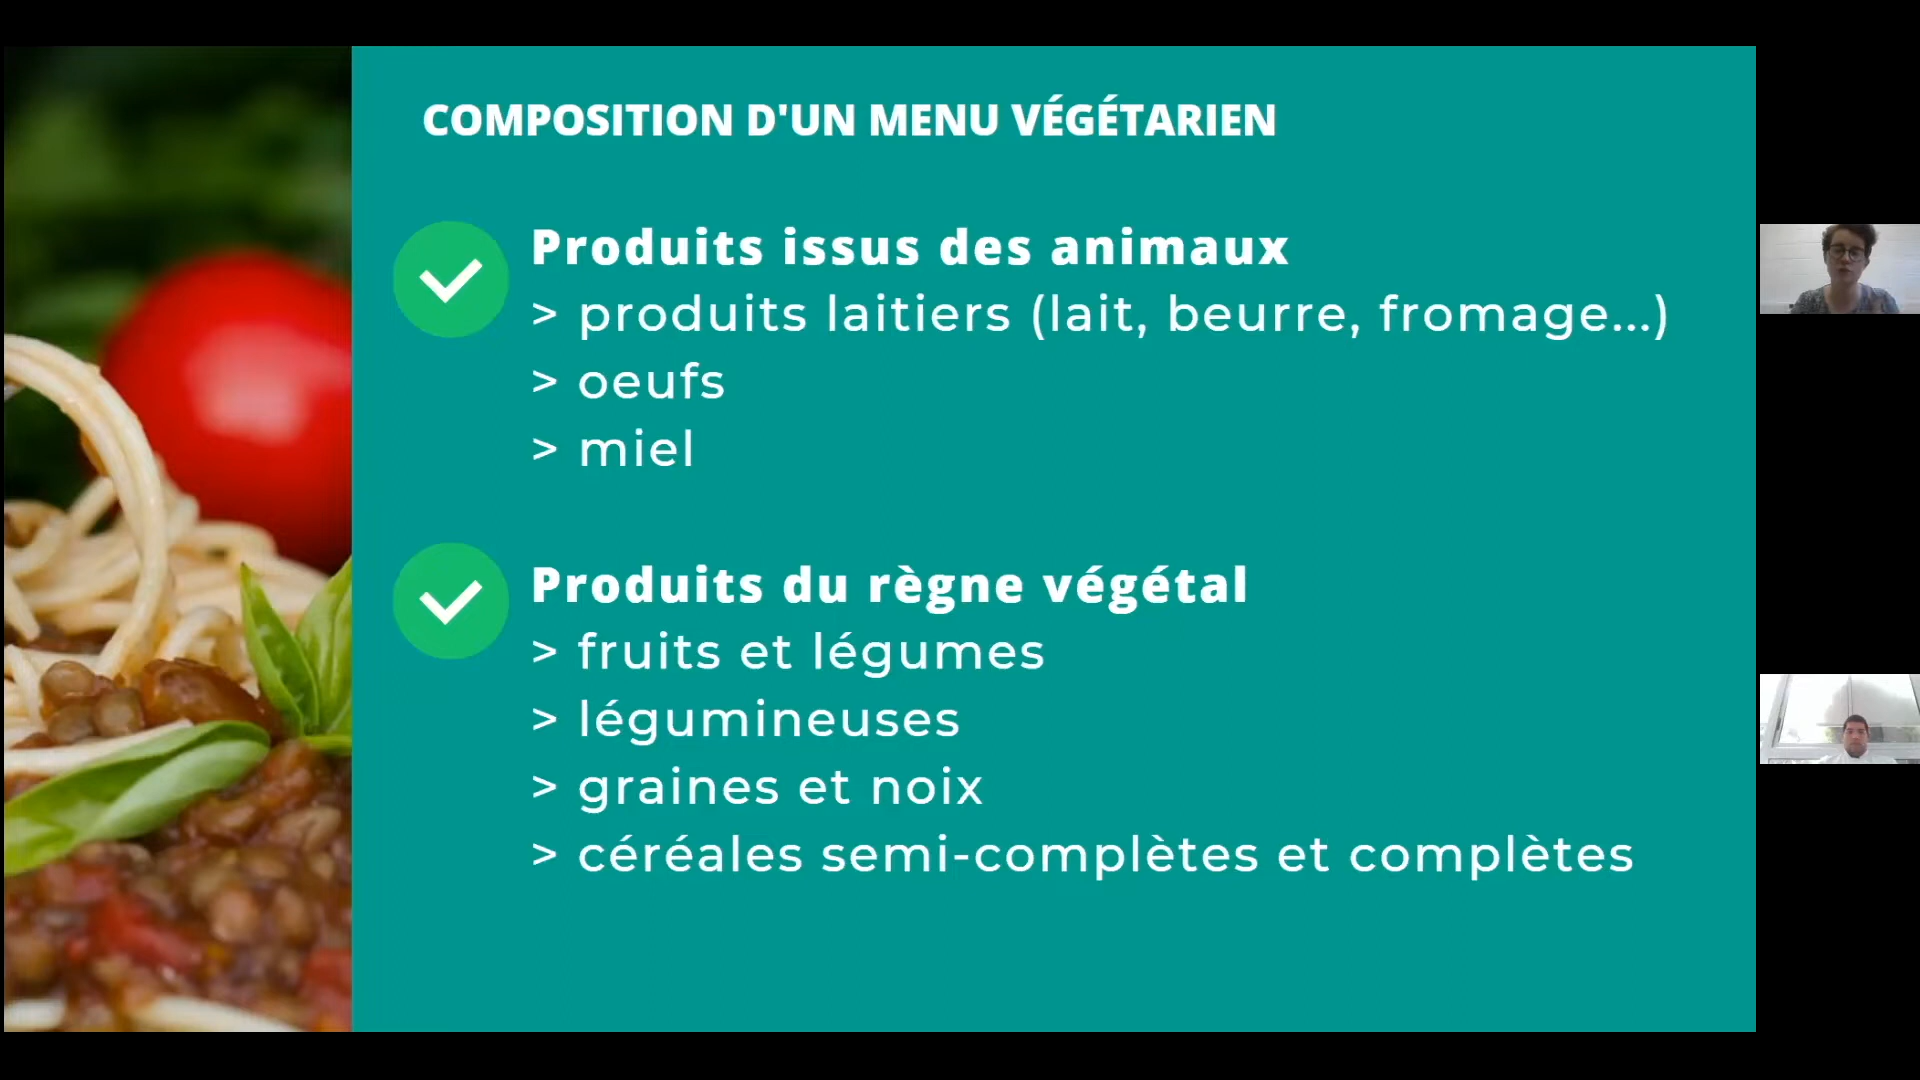 COMPOSITION D'UN MENU VÉGÉTARIEN
Produits issus des animaux
> produits laitiers (lait, beurre, fromage...)
> oeufs
> miel
Produits du règne végétal
> fruits et légumes
> légumineuses
> graines et noix
> céréales semi-complètes et complètes